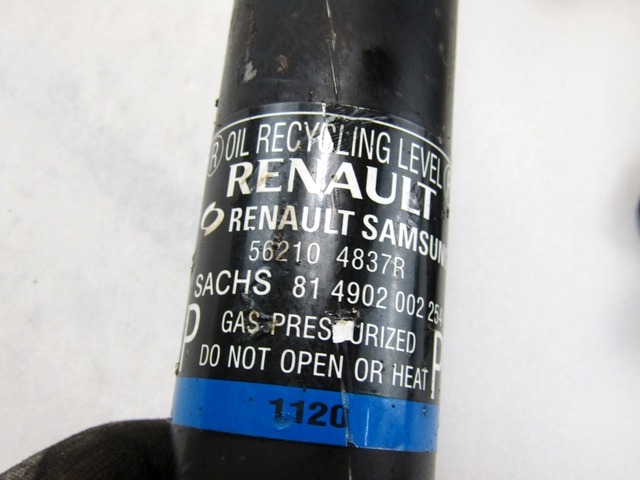 ® OIL RECYCLING LEVEL
RENAULT
RENAULT SAMSUN
56210 4837R
SACHS 81 4902 002 254
GAS PRESSURIZED
P P
DO NOT OPEN OR HEAT
1120